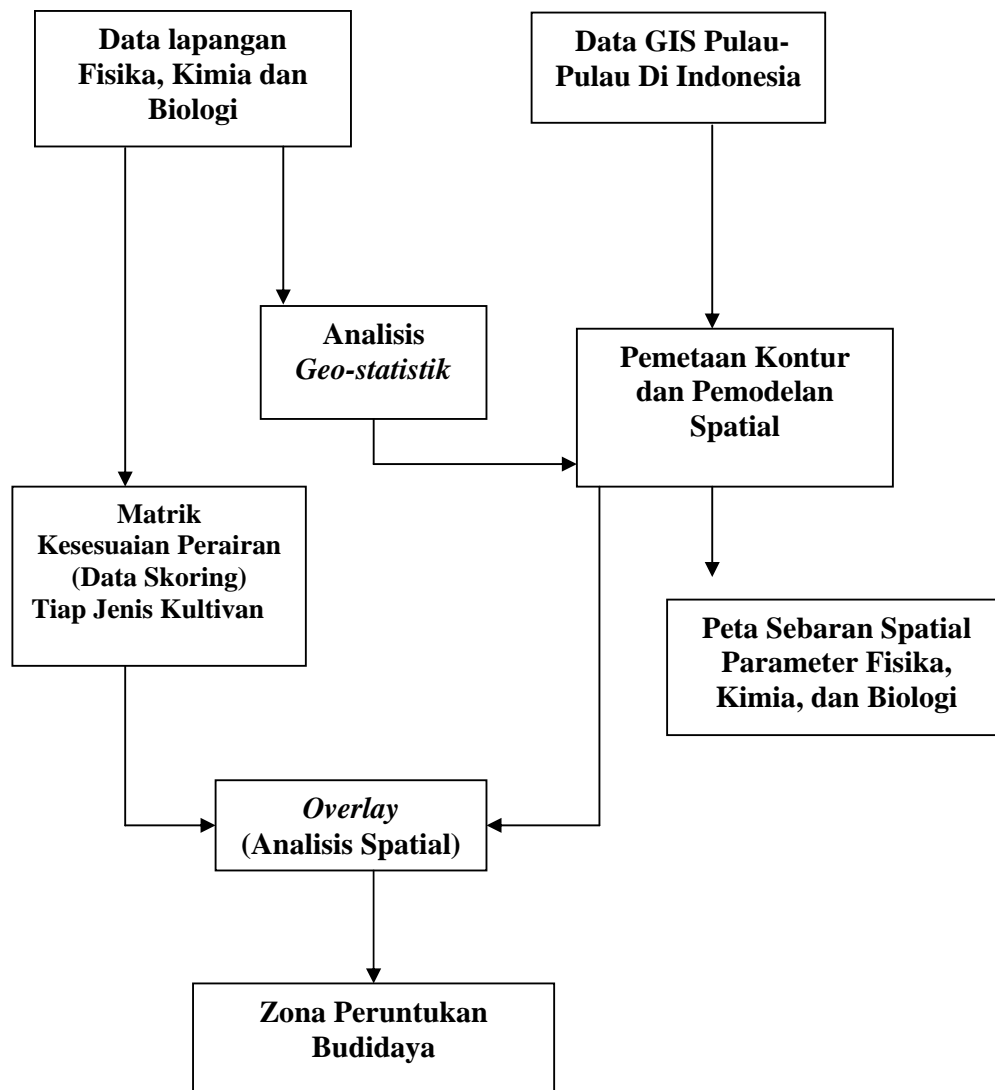 Data lapangan
Fisika, Kimia dan
Biologi
Data GIS Pulau-
Pulau Di Indonesia
Analisis
Geo-statistik
Pemetaan Kontur
dan Pemodelan
Spatial
Matrik
Kesesuaian Perairan
(Data Skoring)
Tiap Jenis Kultivan
Peta Sebaran Spatial
Parameter Fisika,
Kimia, dan Biologi
Overlay
(Analisis Spatial)
Zona Peruntukan
Budidaya